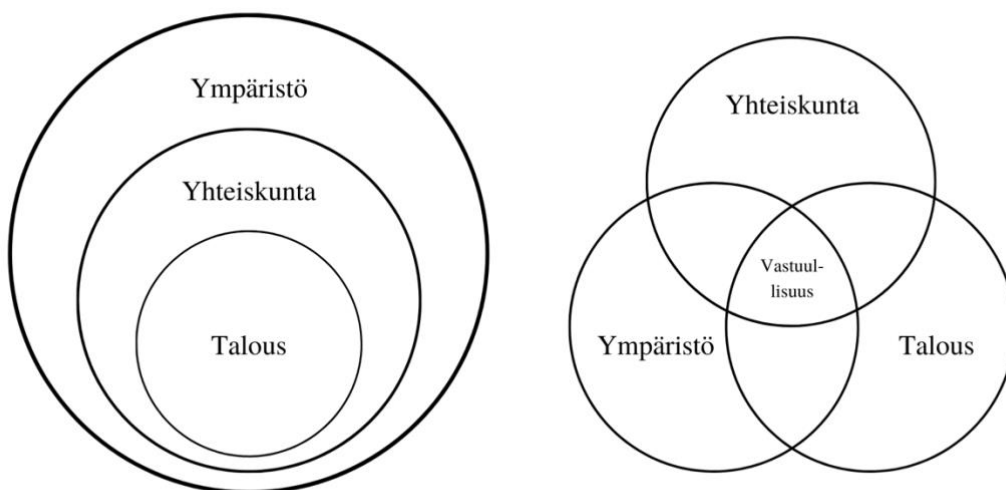 Ympäristö
Yhteiskunta
Talous
Yhteiskunta
Vastuul-
lisuus
Ympäristö
Talous